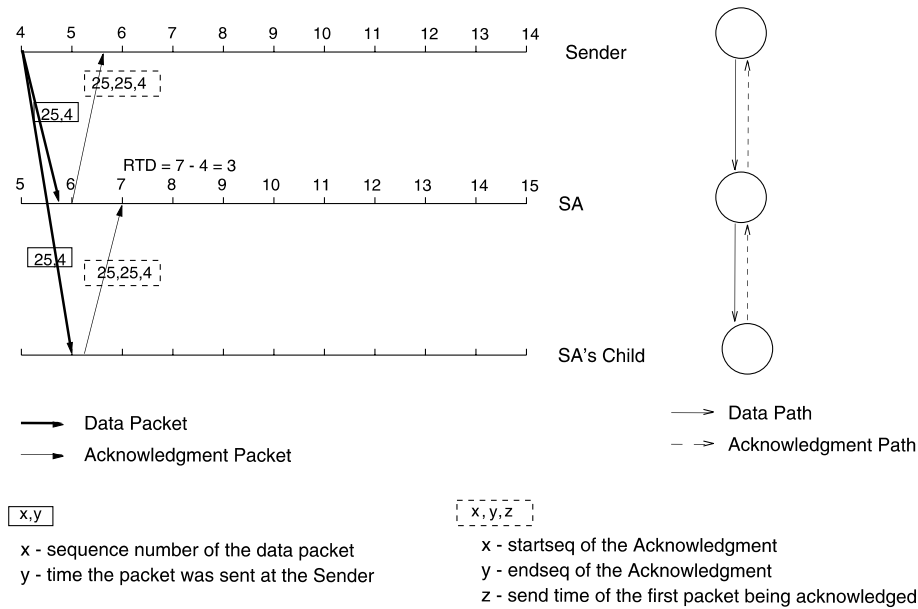 4 5 6 7 8 9 10 11 12 13 14
Sender
25,25,4
25,4
RTD = 7 - 4 = 3
5 6 7 8 9 10 11 12 13 14 15
SA
25,4
25,25,4
SA's Child
Data Packet
Acknowledgment Packet
Data Path
Acknowledgment Path
x,y
x - sequence number of the data packet
y - time the packet was sent at the Sender
x,y,z
x - startseq of the Acknowledgment
y - endseq of the Acknowledgment
z - send time of the first packet being acknowledged